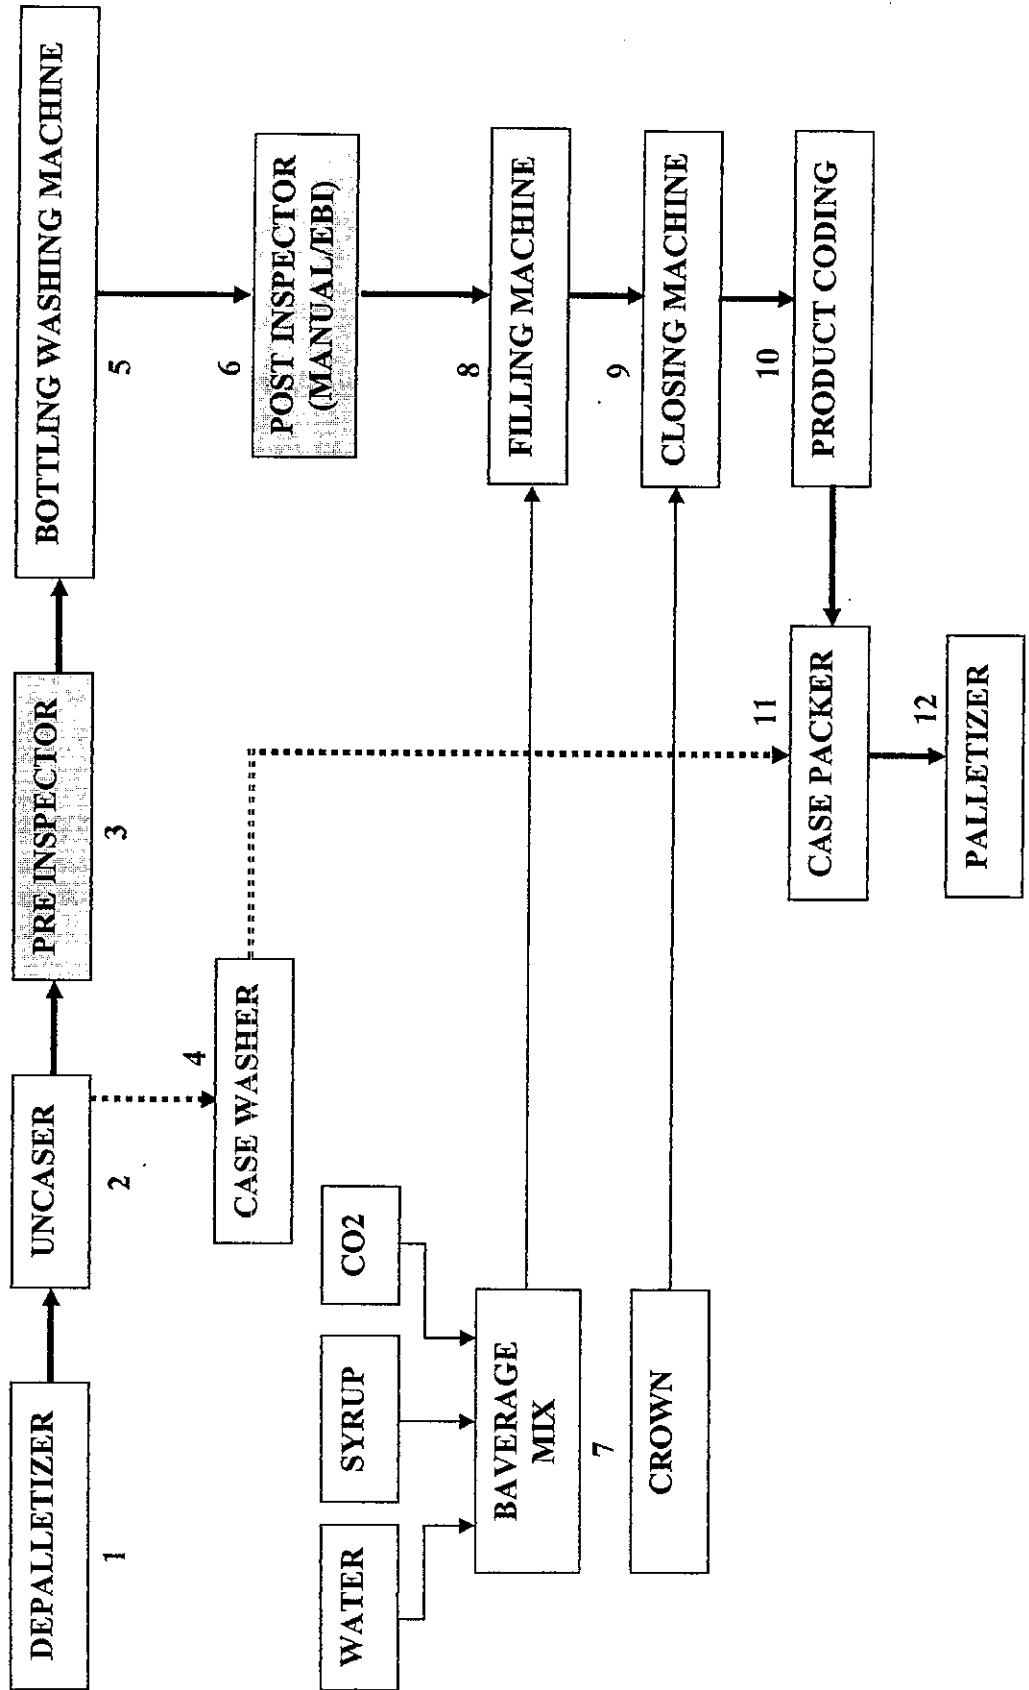 DEPALLETIZER
1
UNCASER
2
PRE INSPECTOR
3
BOTTLING WASHING MACHINE
5
CASE WASHER
4
POST INSPECTOR
(MANUAL/EBI)
6
WATER
SYRUP
CO2
BAVERAGE
MIX
7
FILLING MACHINE
8
CROWN
CLOSING MACHINE
9
PRODUCT CODING
10
CASE PACKER
11
PALLETIZER
12